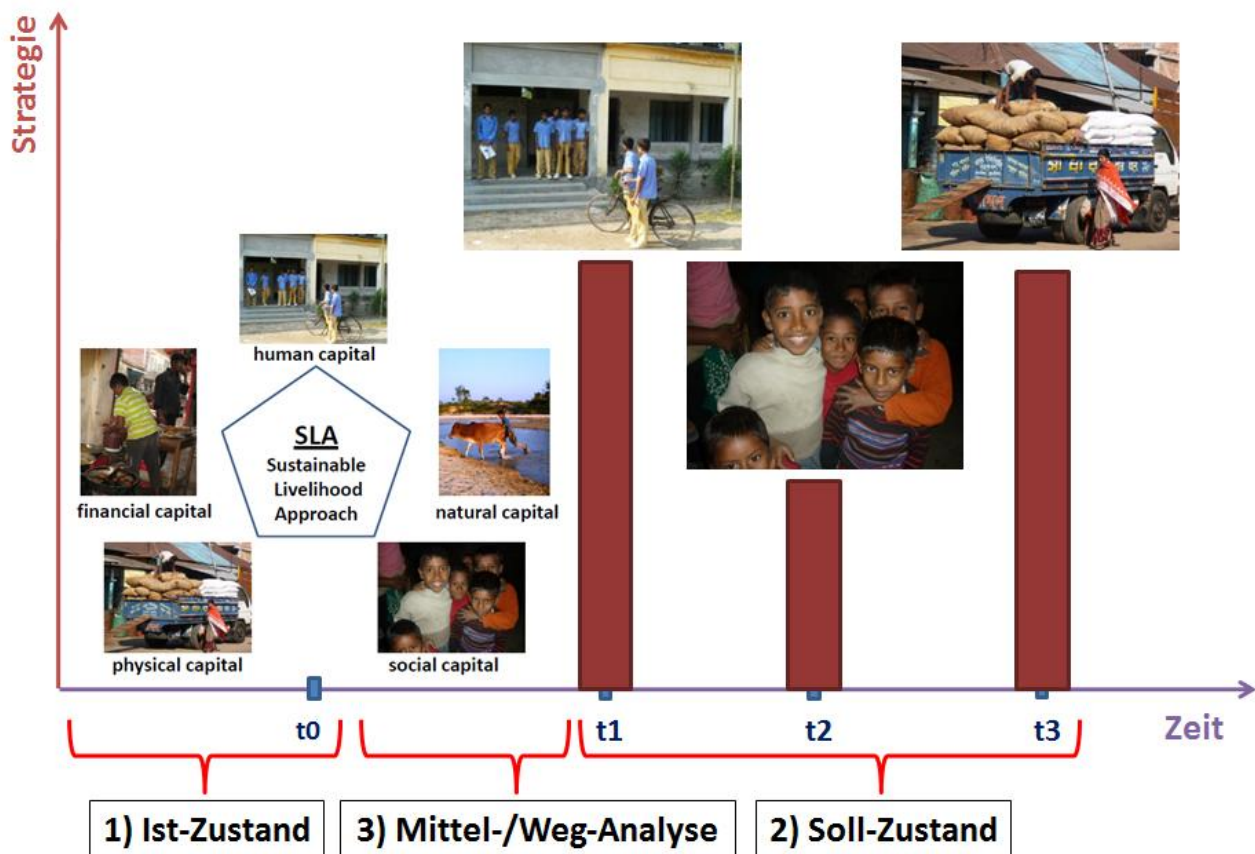 Strategie
human capital
SLA
Sustainable
Livelihood
Approach
financial capital
natural capital
physical capital
social capital
t0
t1
t2
t3
Zeit
1) Ist-Zustand
3) Mittel-/Weg-Analyse
2) Soll-Zustand